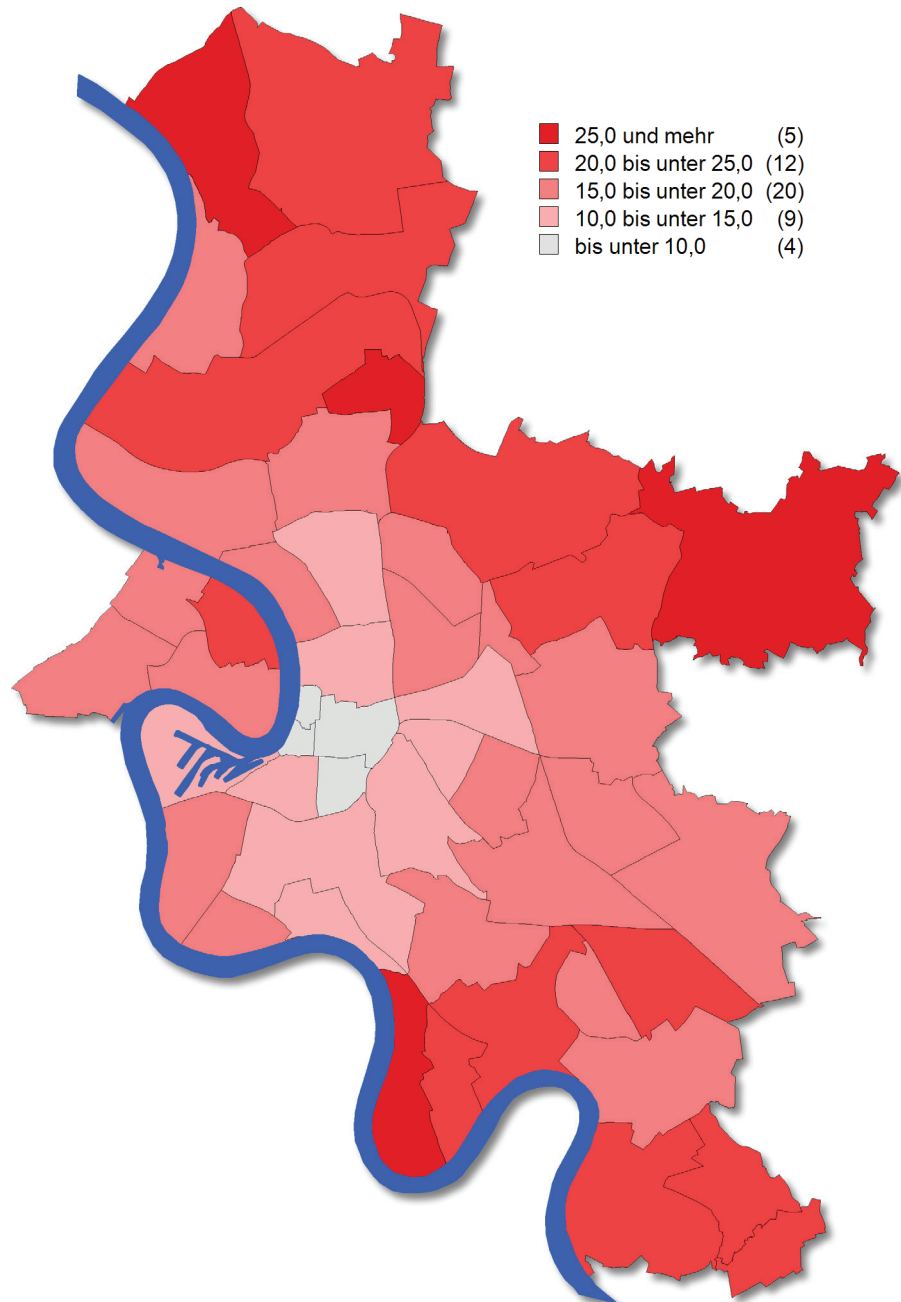 25,0 und mehr (5)
20,0 bis unter 25,0 (12)
15,0 bis unter 20,0 (20)
10,0 bis unter 15,0 (9)
bis unter 10,0 (4)